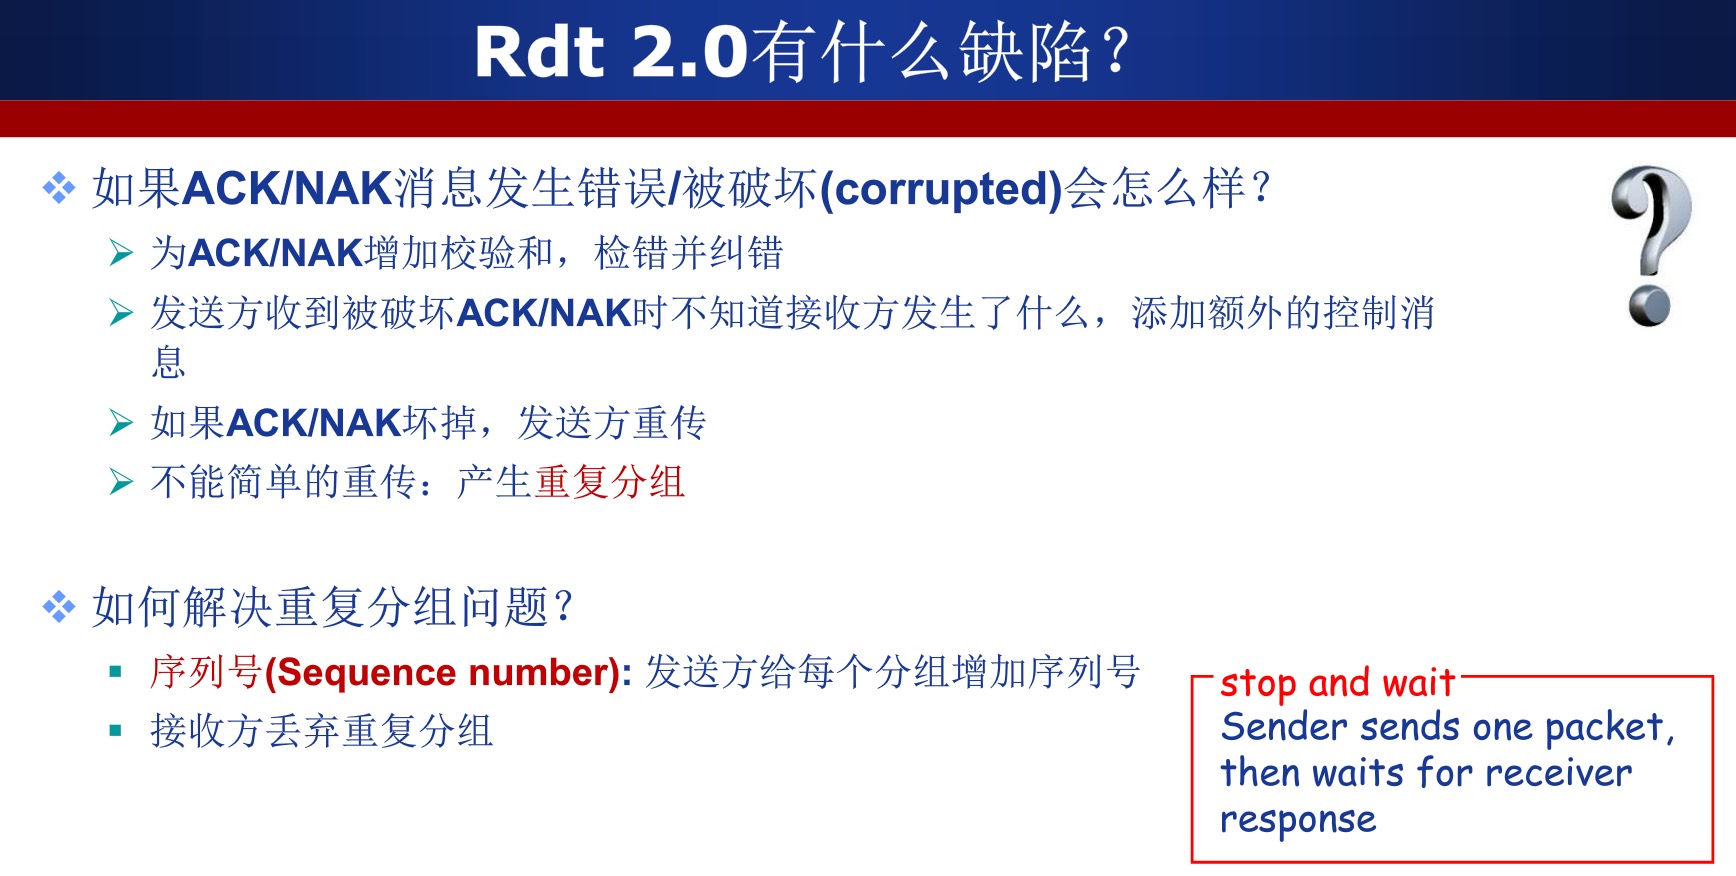 Rdt 2.0有什么缺陷？
如果ACK/NAK消息发生错误/被破坏(corrupted)会怎么样？
为ACK/NAK增加校验和，检错并纠错
发送方收到被破坏ACK/NAK时不知道接收方发生了什么，添加额外的控制消
息
如果ACK/NAK坏掉，发送方重传
不能简单的重传：产生重复分组
如何解决重复分组问题？
序列号(Sequence number): 发送方给每个分组增加序列号
接收方丢弃重复分组
stop and wait
Sender sends one packet,
then waits for receiver
response